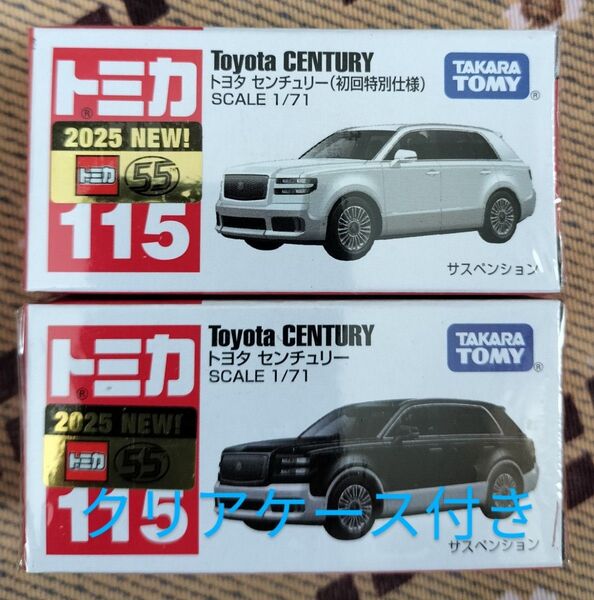 トミカ®
2025 NEW!
トミカ 55
115
Toyota CENTURY
トヨタ センチュリー(初回特別仕様)
SCALE 1/71
TAKARA
TOMY®
サスペンション
トミカ®
2025 NEW!
トミカ 55
115
Toyota CENTURY
トヨタ センチュリー
SCALE 1/71
TAKARA
TOMY®
クリアケース付き
サスペンション